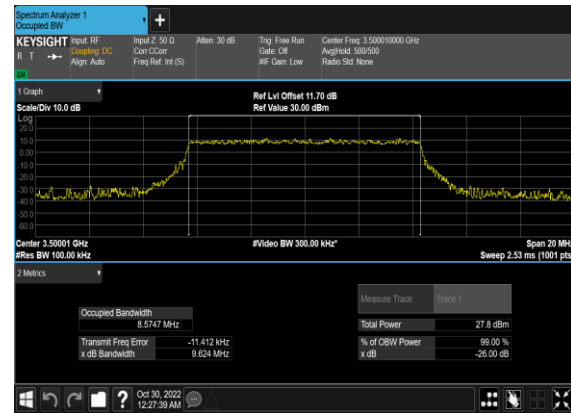 Spectrum Analyzer 1
Occupied BW
+
KEYSIGHT
R T
LVI
Input: RF
Coupling: DC
Align: Auto
Input Z: 50 Ω
Corr CCorr
Freq Ref: Int (S)
Atten: 30 dB
Trig: Free Run
Gate: Off
#IF Gain: Low
Center Freq: 3.500010000 GHz
Avg|Hold: 500/500
Radio Std: None
1 Graph
Scale/Div 10.0 dB
Ref Lvl Offset 11.70 dB
Ref Value 30.00 dBm
Log
20.0
10.0
0.00
-10.0
-20.0
-30.0
-40.0
-50.0
-60.0
Center 3.50001 GHz
#Res BW 100.00 kHz
#Video BW 300.00 kHz*
Span 20 MHz
Sweep 2.53 ms (1001 pts
2 Metrics
Measure Trace Trace 1
Occupied Bandwidth
8.5747 MHz
Total Power 27.8 dBm
Transmit Freq Error -11.412 kHz
% of OBW Power 99.00 %
x dB Bandwidth 9.624 MHz
x dB -26.00 dB
?
Oct 30, 2022
12:27:39 AM